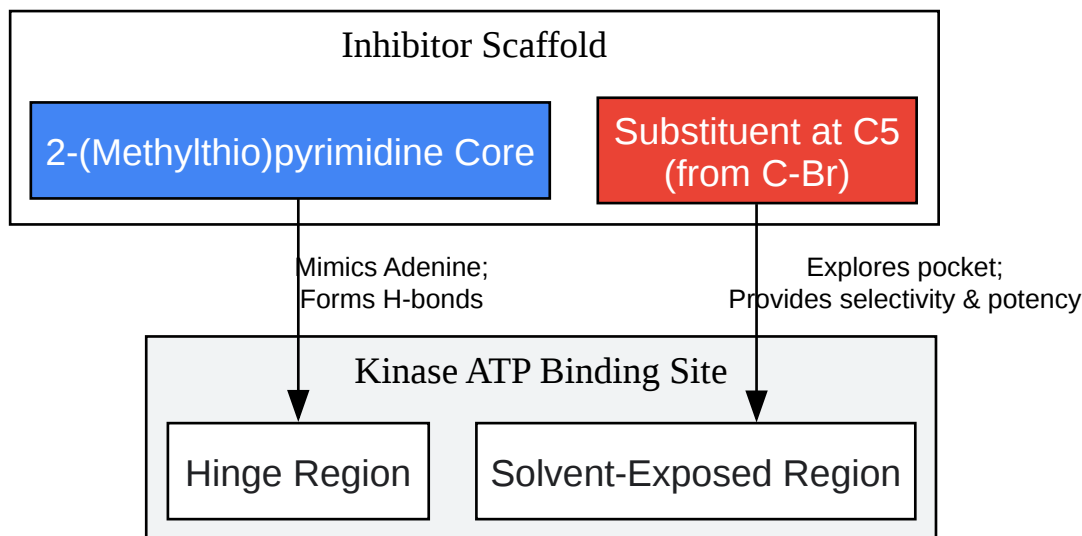 Inhibitor Scaffold
2-(Methylthio)pyrimidine Core
Substituent at C5
(from C-Br)
Mimics Adenine;
Forms H-bonds
Explores pocket;
Provides selectivity & potency
Kinase ATP Binding Site
Hinge Region
Solvent-Exposed Region